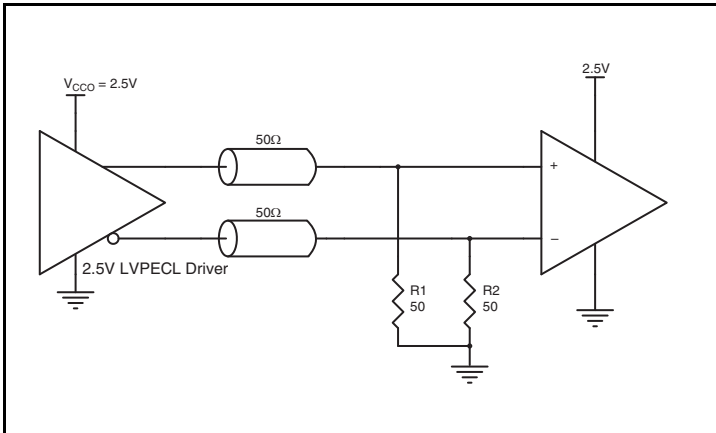 V_CCO = 2.5V
2.5V
50Ω
50Ω
+
–
2.5V LVPECL Driver
R1
50
R2
50